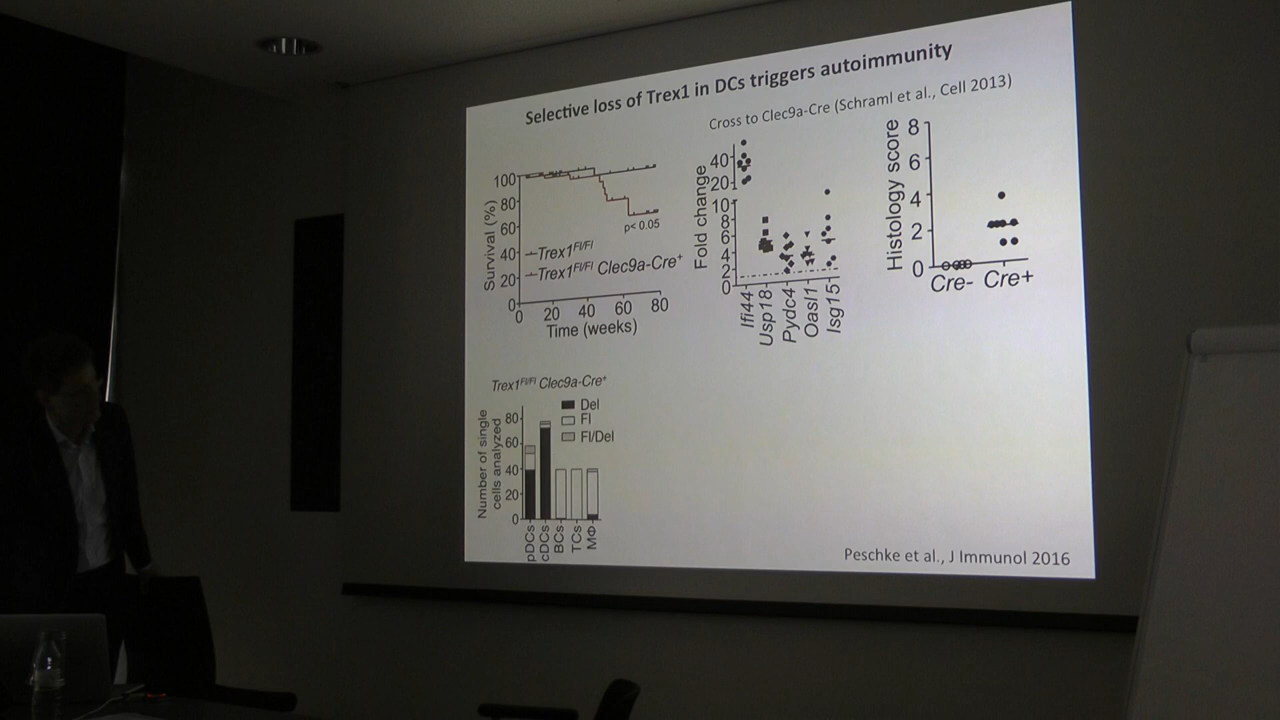 Selective loss of Trex1 in DCs triggers autoimmunity
Cross to Clec9a-Cre (Schraml et al., Cell 2013)
Survival (%)
100
80
60
40
20
0
p< 0.05
Trex1Fl/Fl
Trex1Fl/Fl Clec9a-Cre+
0 20 40 60 80
Time (weeks)
Fold change
40
20
10
8
6
4
2
0
Ifi44
Usp18
Pydc4
Oasl1
Isg15
Histology score
8
6
4
2
0
Cre- Cre+
Trex1Fl/Fl Clec9a-Cre+
Number of single
cells analyzed
80
60
40
20
0
Del
Fl
Fl/Del
pDCs
cDCs
BCs
TCs
MΦ
Peschke et al., J Immunol 2016